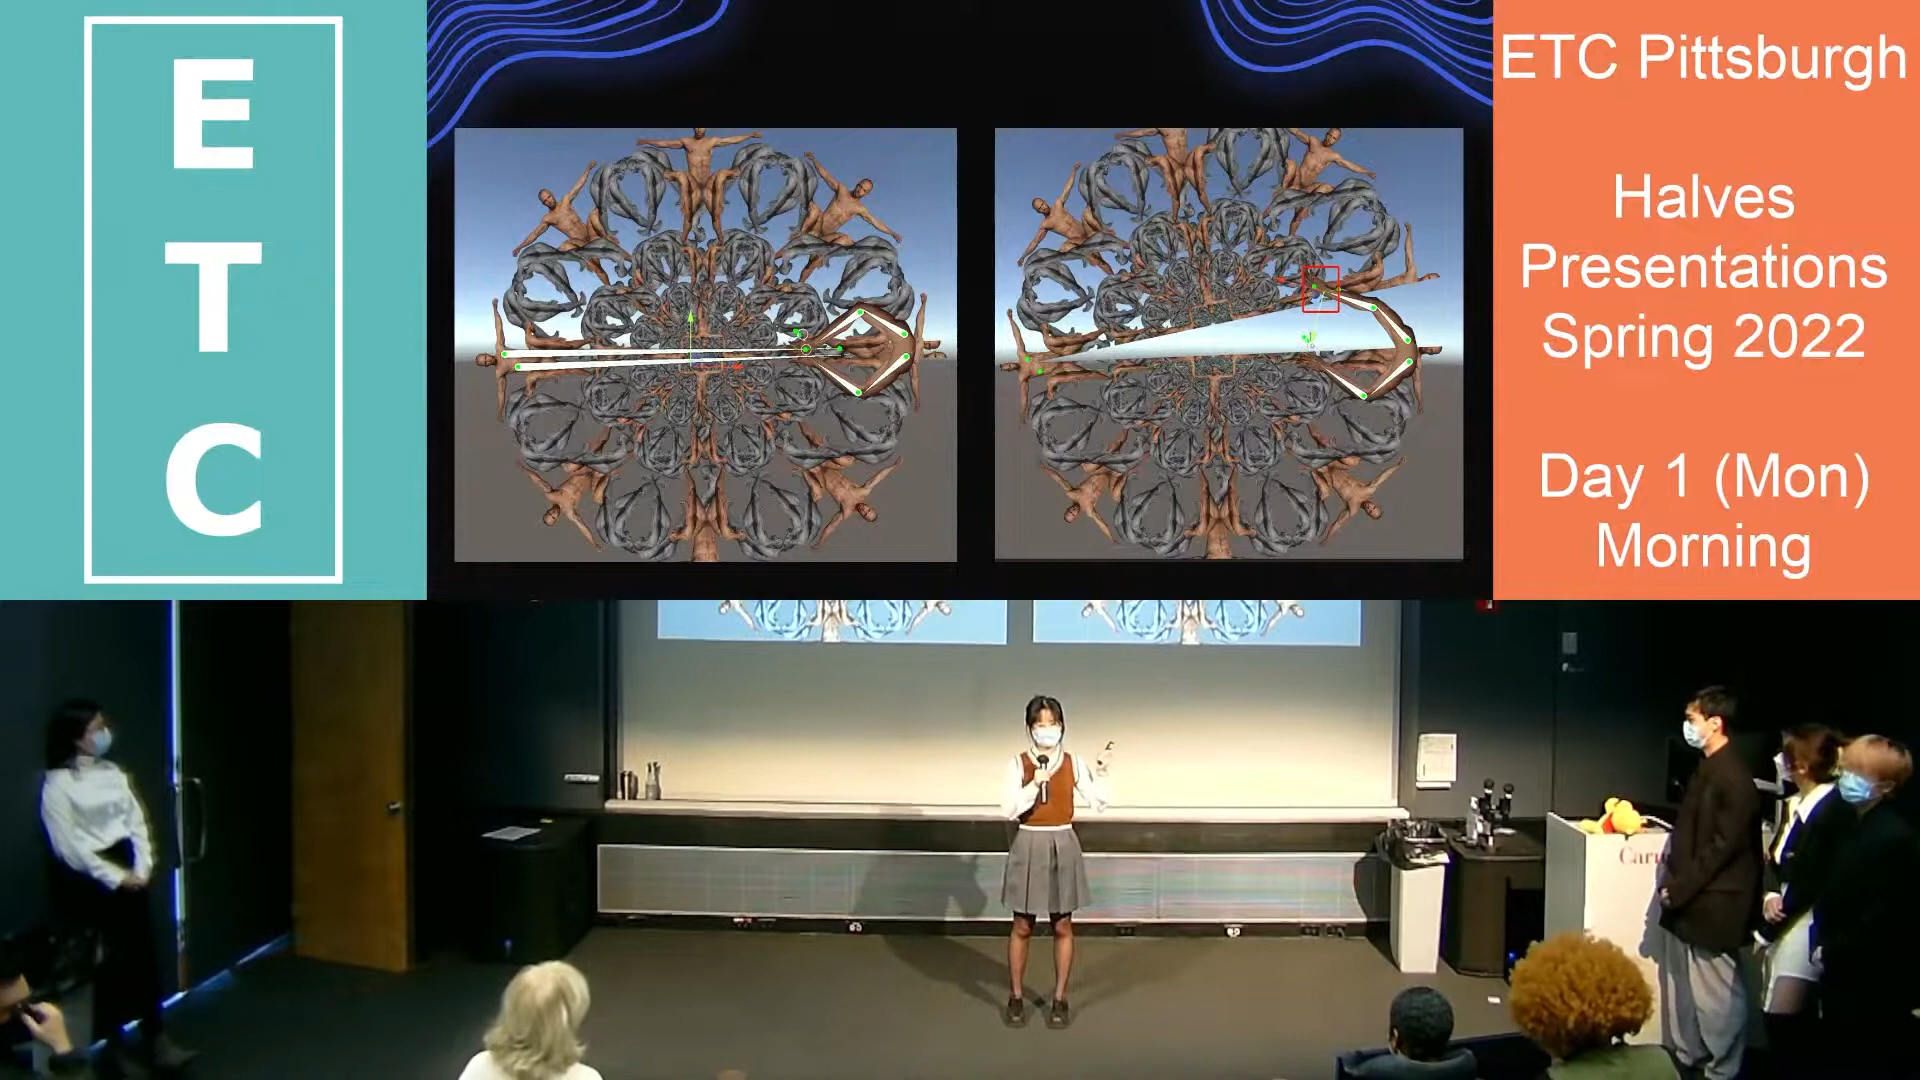 E
T
C
ETC Pittsburgh
Halves
Presentations
Spring 2022
Day 1 (Mon)
Morning